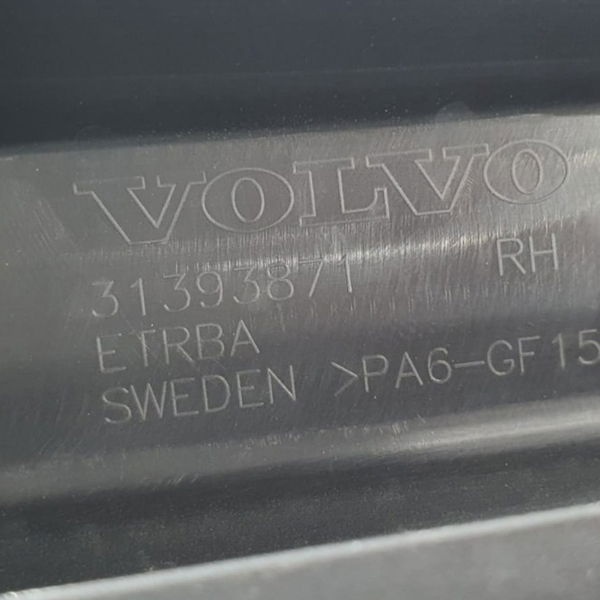 VOLVO
31393871 RH
ETRBA
SWEDEN >PA6-GF15